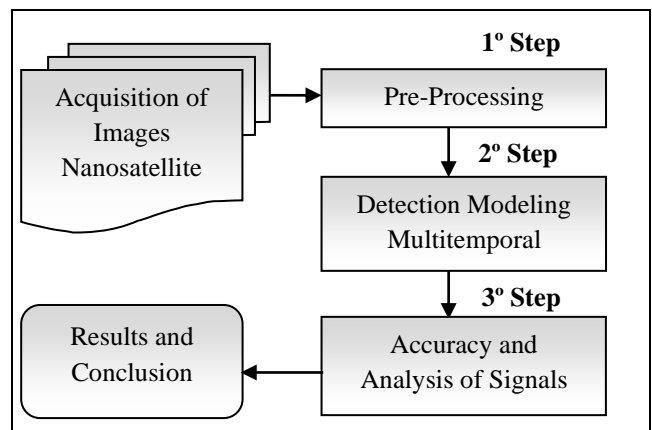 1º Step
Acquisition of
Images
Nanosatellite
Pre-Processing
2º Step
Detection Modeling
Multitemporal
3º Step
Accuracy and
Analysis of Signals
Results and
Conclusion